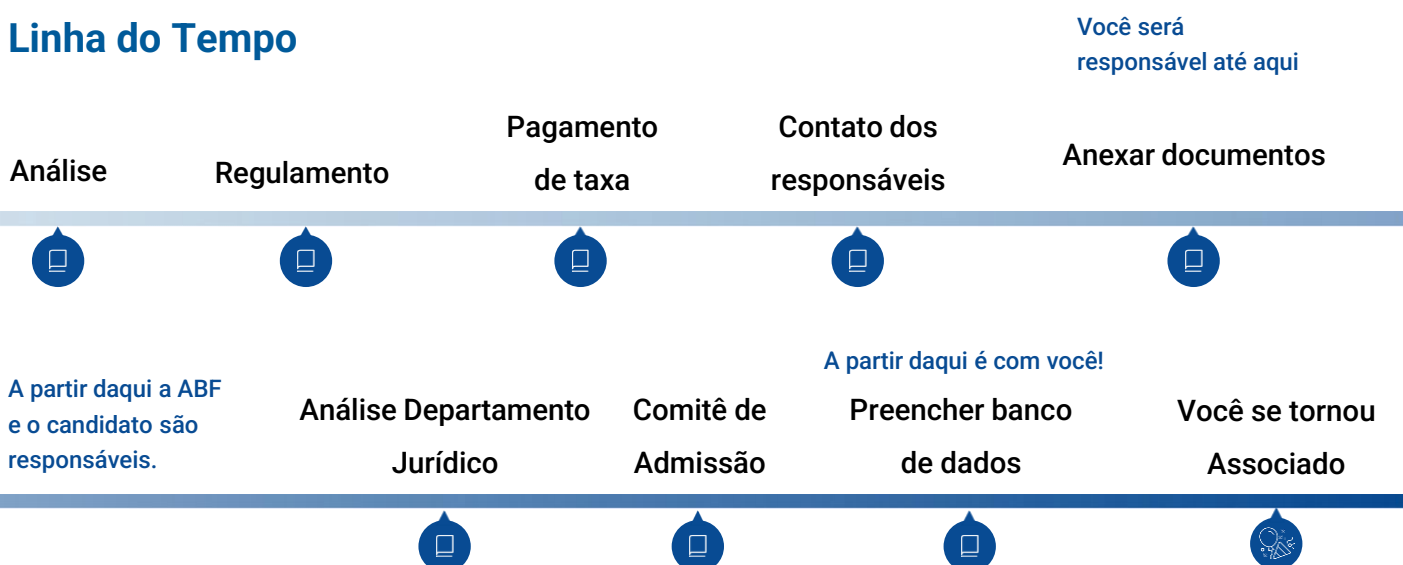 Linha do Tempo
Você será
responsável até aqui
Análise
Regulamento
Pagamento
de taxa
Contato dos
responsáveis
Anexar documentos
A partir daqui a ABF
e o candidato são
responsáveis.
Análise Departamento
Jurídico
Comitê de
Admissão
A partir daqui é com você!
Preencher banco
de dados
Você se tornou
Associado